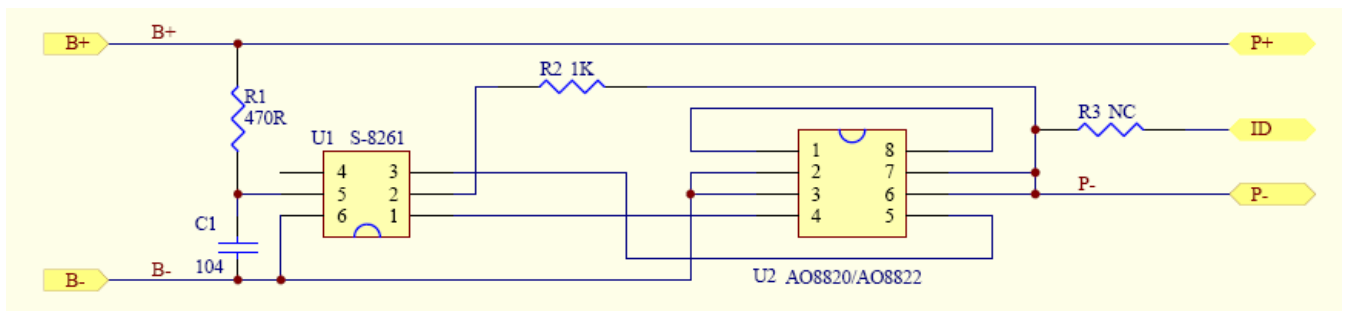 B+ B+ P+
R2 1K
R1 R3 NC ID
470R
U1 S-8261
4 3 1 8
5 2 2 7
6 1 3 6 P- P-
4 5
C1
104
B- B-
U2 AO8820/AO8822